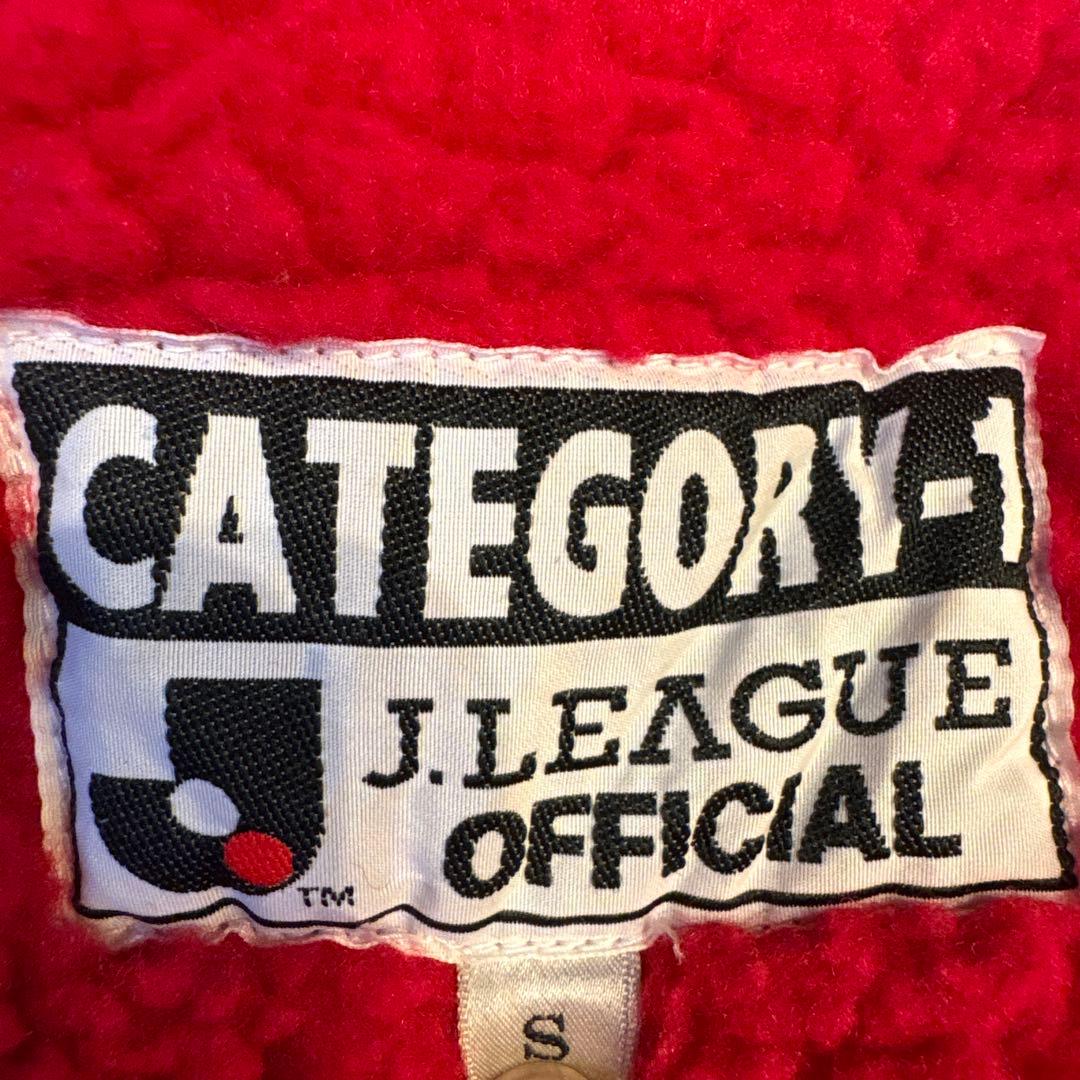 CATEGORY-1
J.LEAGUE
OFFICIAL
TM
S